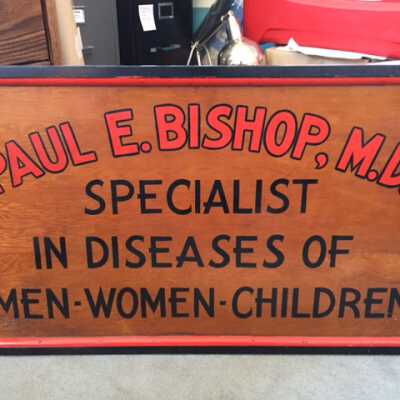 PAUL E. BISHOP, M.D.
SPECIALIST
IN DISEASES OF
MEN-WOMEN-CHILDREN